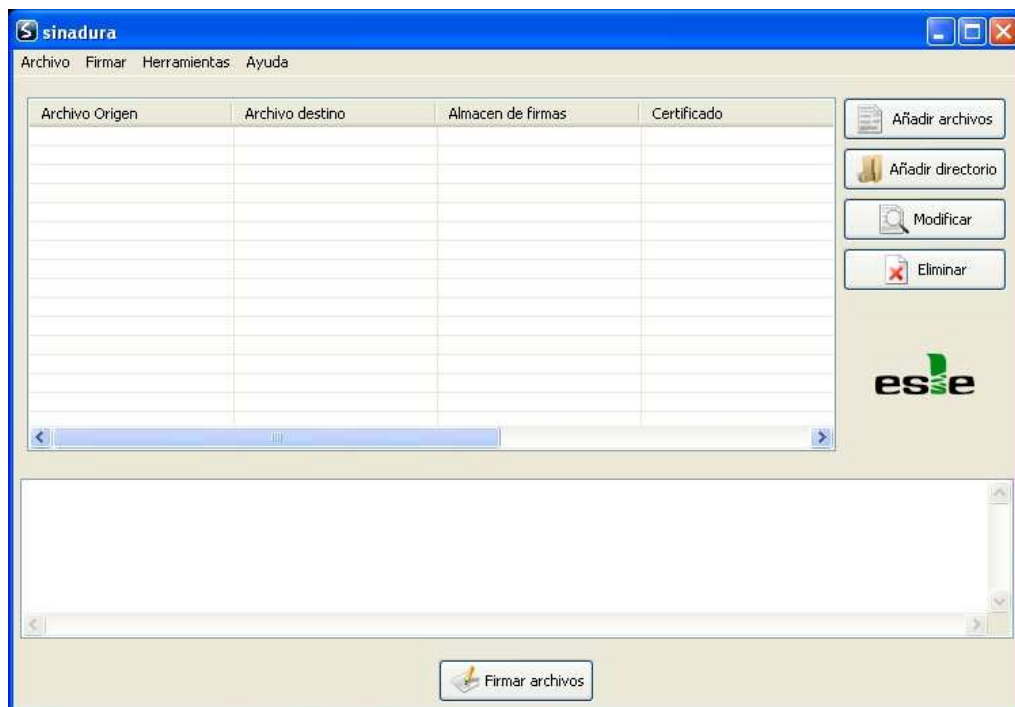 sinadura
Archivo Firmar Herramientas Ayuda
Archivo Origen Archivo destino Almacen de firmas Certificado
Añadir archivos
Añadir directorio
Modificar
Eliminar
esle
Firmar archivos